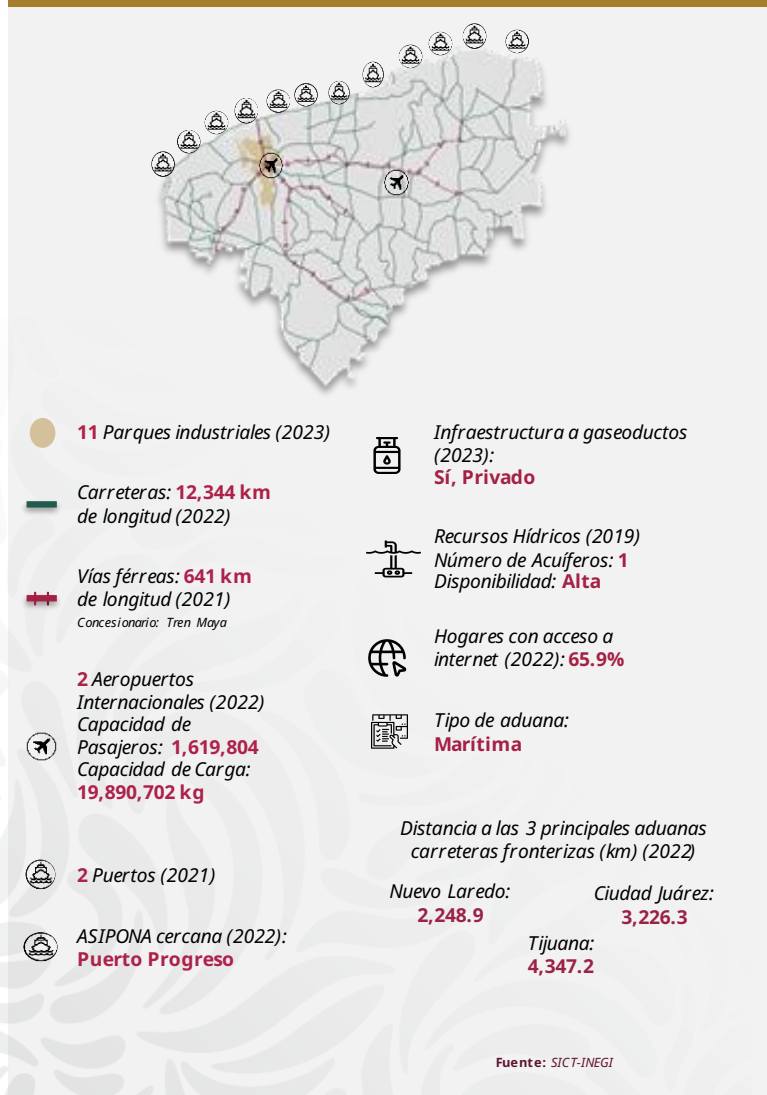 11 Parques industriales (2023)
Carreteras: 12,344 km
de longitud (2022)
Vías férreas: 641 km
de longitud (2021)
Concesionario: Tren Maya
2 Aeropuertos
Internacionales (2022)
Capacidad de
Pasajeros: 1,619,804
Capacidad de Carga:
19,890,702 kg
2 Puertos (2021)
ASIPONA cercana (2022):
Puerto Progreso
Infraestructura a gaseoductos
(2023):
Sí, Privado
Recursos Hídricos (2019)
Número de Acuíferos: 1
Disponibilidad: Alta
Hogares con acceso a
internet (2022): 65.9%
Tipo de aduana:
Marítima
Distancia a las 3 principales aduanas
carreteras fronterizas (km) (2022)
Nuevo Laredo:
2,248.9
Ciudad Juárez:
3,226.3
Tijuana:
4,347.2
Fuente: SICT-INEGI